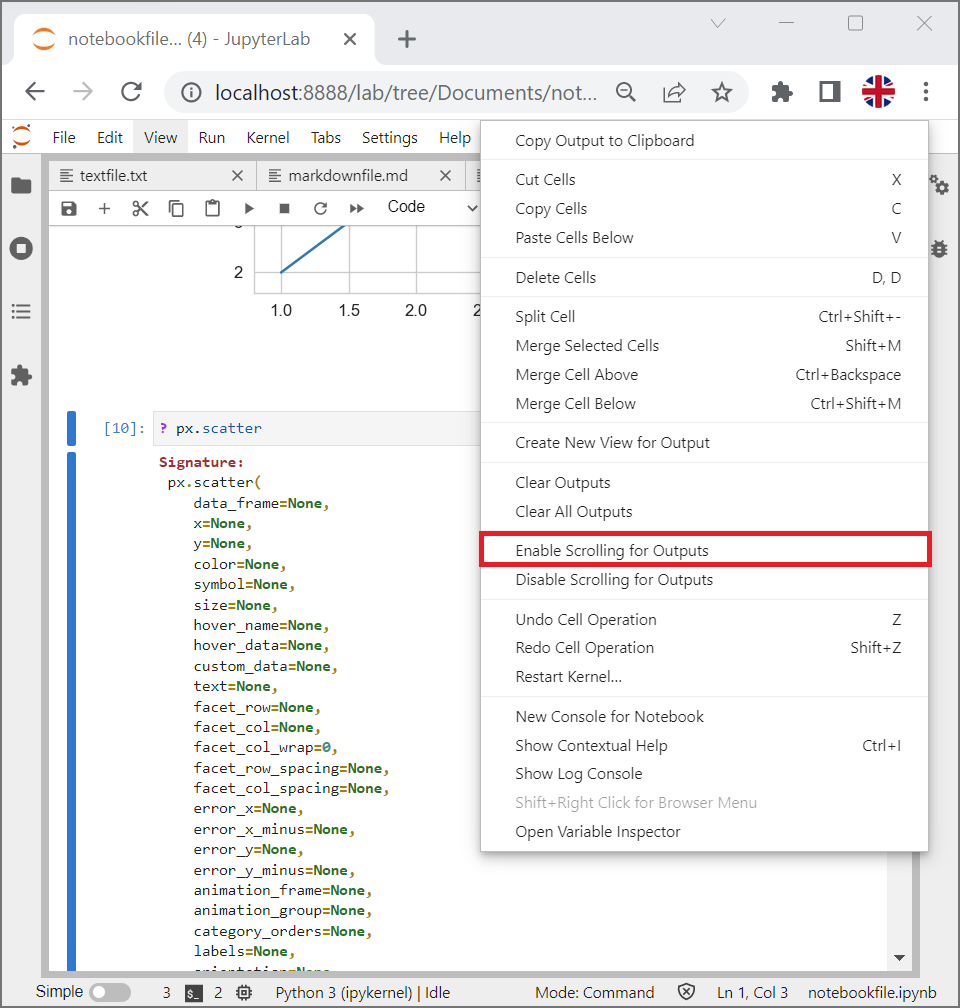 notebookfile... (4) - JupyterLab
localhost:8888/lab/tree/Documents/not...
File Edit View Run Kernel Tabs Settings Help
textfile.txt
markdownfile.md
Code
2
1.0 1.5 2.0 2
[10]: ? px.scatter
Signature:
px.scatter(
data_frame=None,
x=None,
y=None,
color=None,
symbol=None,
size=None,
hover_name=None,
hover_data=None,
custom_data=None,
text=None,
facet_row=None,
facet_col=None,
facet_col_wrap=0,
facet_row_spacing=None,
facet_col_spacing=None,
error_x=None,
error_x_minus=None,
error_y=None,
error_y_minus=None,
animation_frame=None,
animation_group=None,
category_orders=None,
labels=None,
orientation=None
Copy Output to Clipboard
Cut Cells X
Copy Cells C
Paste Cells Below V
Delete Cells D, D
Split Cell Ctrl+Shift+-
Merge Selected Cells Shift+M
Merge Cell Above Ctrl+Backspace
Merge Cell Below Ctrl+Shift+M
Create New View for Output
Clear Outputs
Clear All Outputs
Enable Scrolling for Outputs
Disable Scrolling for Outputs
Undo Cell Operation Z
Redo Cell Operation Shift+Z
Restart Kernel...
New Console for Notebook
Show Contextual Help Ctrl+I
Show Log Console
Shift+Right Click for Browser Menu
Open Variable Inspector
Simple 3 $_ 2 Python 3 (ipykernel) | Idle Mode: Command Ln 1, Col 3 notebookfile.ipynb